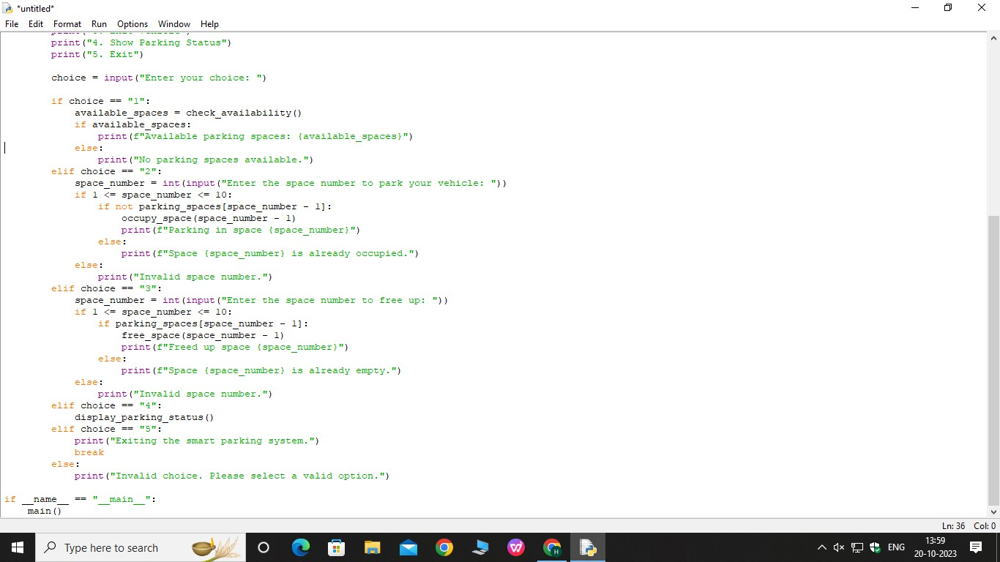 *untitled*
File Edit Format Run Options Window Help
print("4. Show Parking Status")
print("5. Exit")
choice = input("Enter your choice: ")
if choice == "1":
available_spaces = check_availability()
if available_spaces:
print(f"Available parking spaces: {available_spaces}")
else:
print("No parking spaces available.")
elif choice == "2":
space_number = int(input("Enter the space number to park your vehicle: "))
if 1 <= space_number <= 10:
if not parking_spaces[space_number - 1]:
occupy_space(space_number - 1)
print(f"Parking in space {space_number}")
else:
print(f"Space {space_number} is already occupied.")
else:
print("Invalid space number.")
elif choice == "3":
space_number = int(input("Enter the space number to free up: "))
if 1 <= space_number <= 10:
if parking_spaces[space_number - 1]:
free_space(space_number - 1)
print(f"Freed up space {space_number}")
else:
print(f"Space {space_number} is already empty.")
else:
print("Invalid space number.")
elif choice == "4":
display_parking_status()
elif choice == "5":
print("Exiting the smart parking system.")
break
else:
print("Invalid choice. Please select a valid option.")
if __name__ == "__main__":
main()
Ln: 36 Col: 0
Type here to search
ENG
13:59
20-10-2023